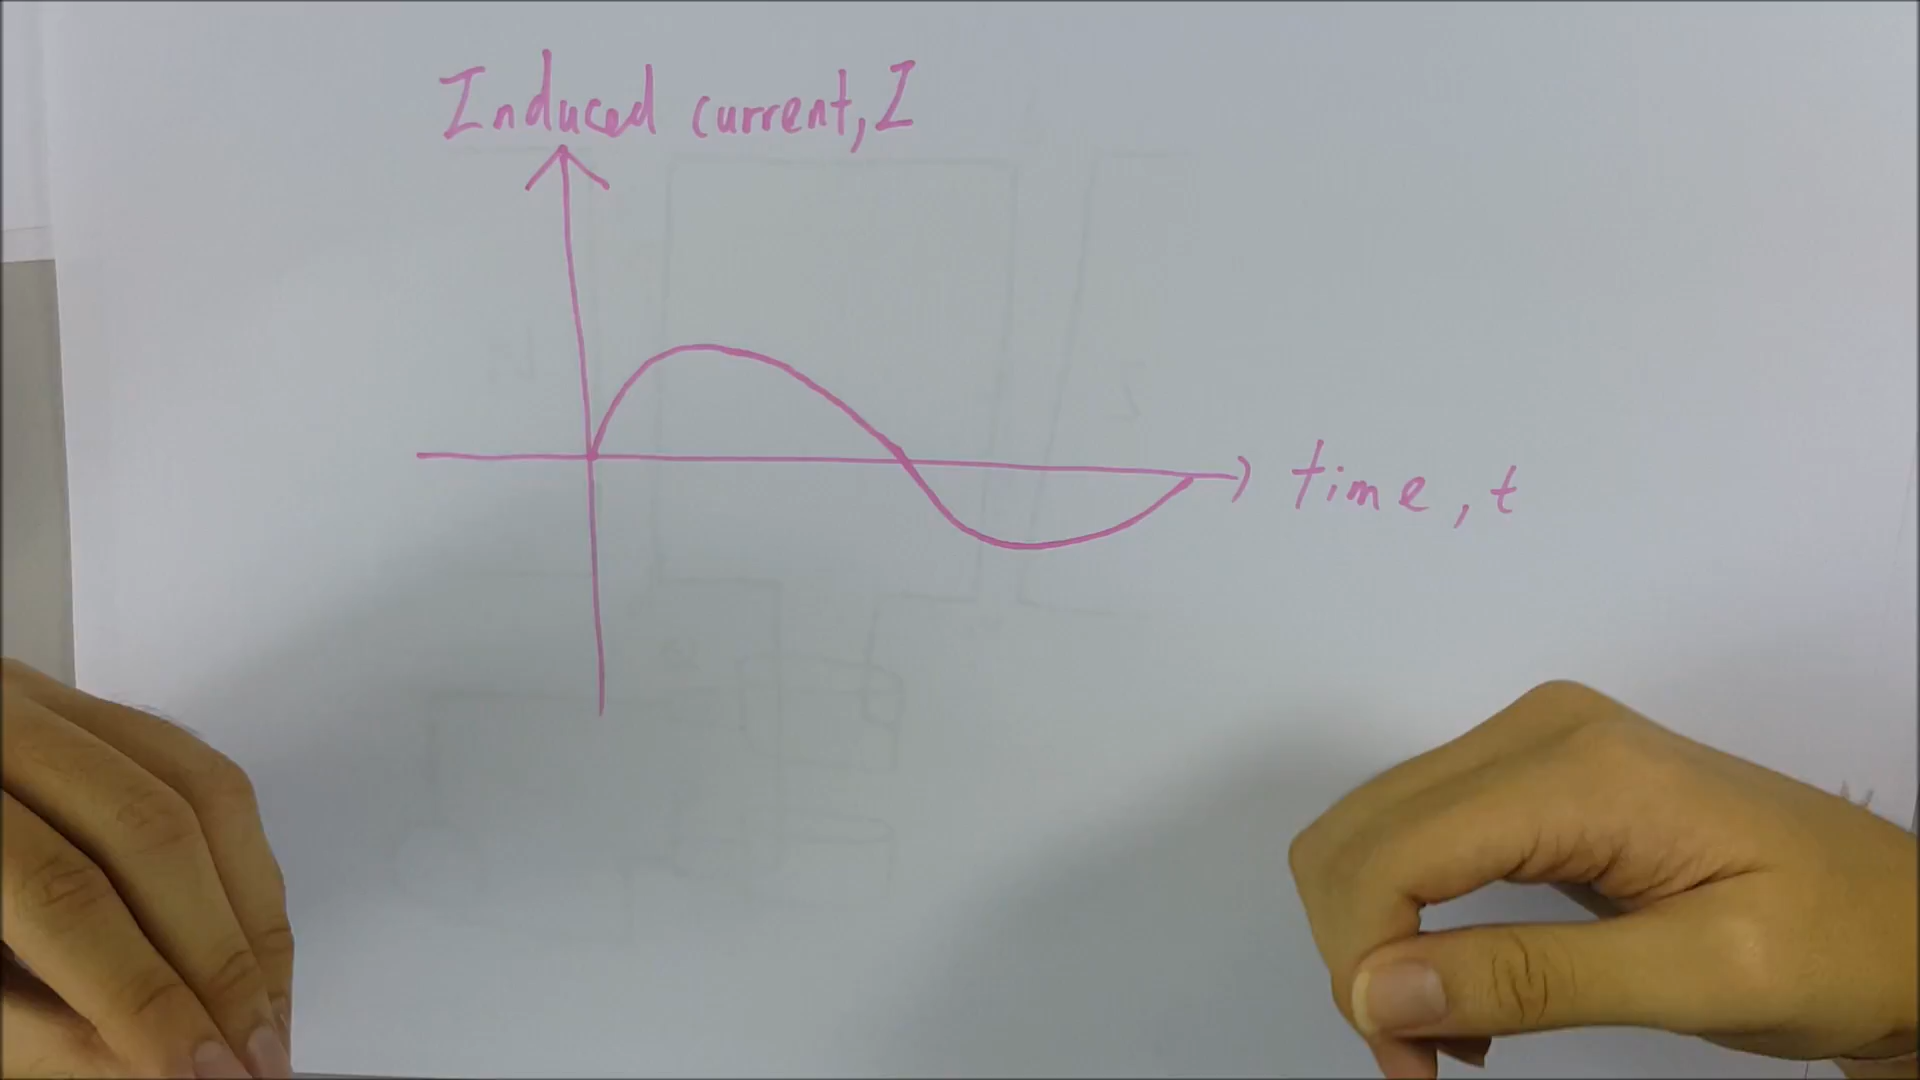 Induced current, I
time, t